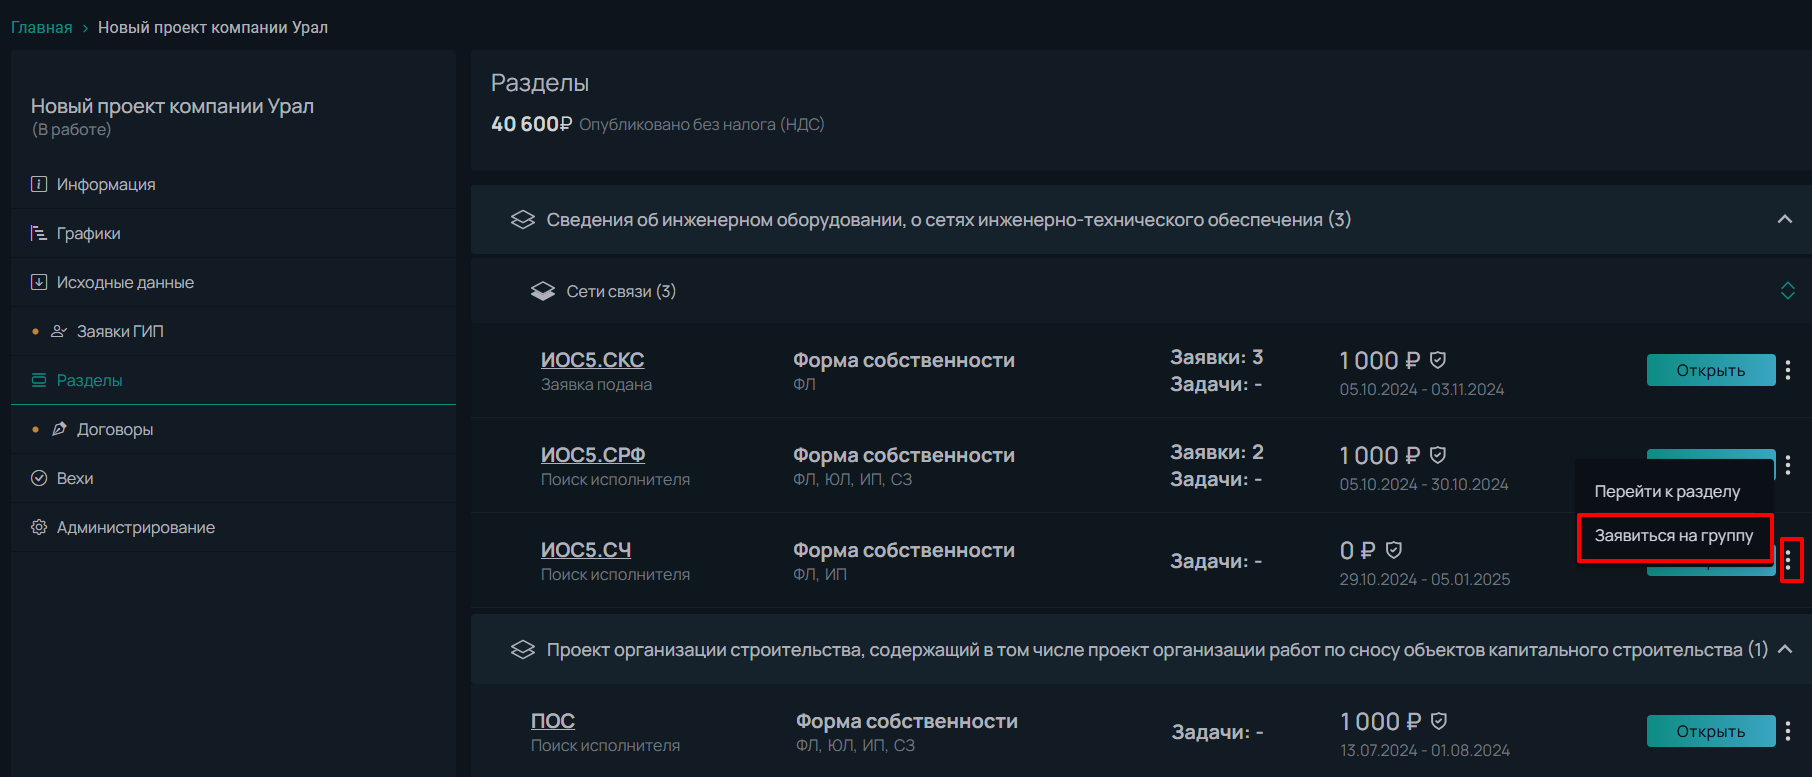 Главная › Новый проект компании Урал
Новый проект компании Урал
(В работе)
Информация
Графики
Исходные данные
Заявки ГИП
Разделы
Договоры
Вехи
Администрирование
Разделы
40 600₽ Опубликовано без налога (НДС)
Сведения об инженерном оборудовании, о сетях инженерно-технического обеспечения (3)
Сети связи (3)
ИОС5.СКС
Заявка подана
Форма собственности
ФЛ
Заявки: 3
Задачи: -
1 000 ₽
05.10.2024 - 03.11.2024
Открыть
ИОС5.СРФ
Поиск исполнителя
Форма собственности
ФЛ, ЮЛ, ИП, СЗ
Заявки: 2
Задачи: -
1 000 ₽
05.10.2024 - 30.10.2024
Перейти к разделу
Заявиться на группу
ИОС5.СЧ
Поиск исполнителя
Форма собственности
ФЛ, ИП
Задачи: -
0 ₽
29.10.2024 - 05.01.2025
Проект организации строительства, содержащий в том числе проект организации работ по сносу объектов капитального строительства (1)
ПОС
Поиск исполнителя
Форма собственности
ФЛ, ЮЛ, ИП, СЗ
Задачи: -
1 000 ₽
13.07.2024 - 01.08.2024
Открыть